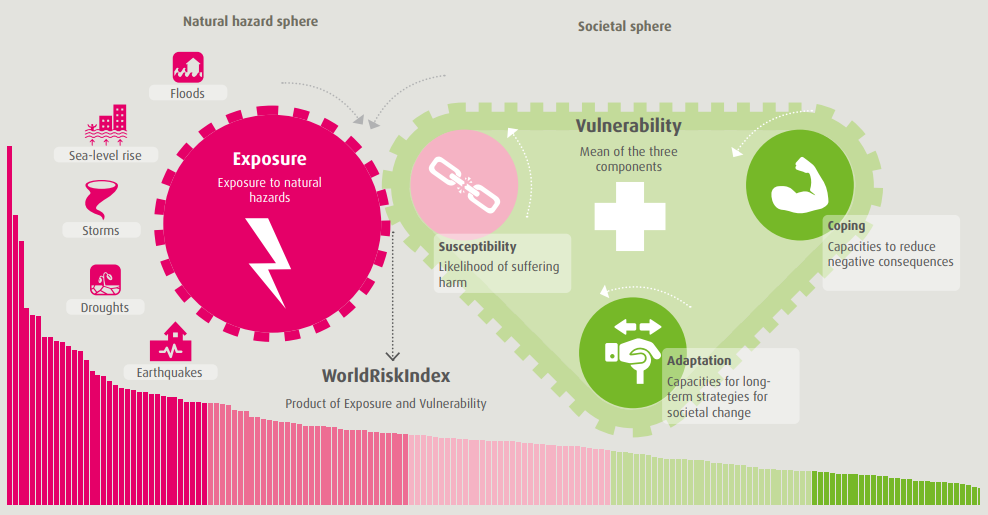 Natural hazard sphere
Societal sphere
Floods
Sea-level rise
Storms
Droughts
Earthquakes
Exposure
Exposure to natural
hazards
Vulnerability
Mean of the three
components
Susceptibility
Likelihood of suffering
harm
Coping
Capacities to reduce
negative consequences
Adaptation
Capacities for long-
term strategies for
societal change
WorldRiskIndex
Product of Exposure and Vulnerability